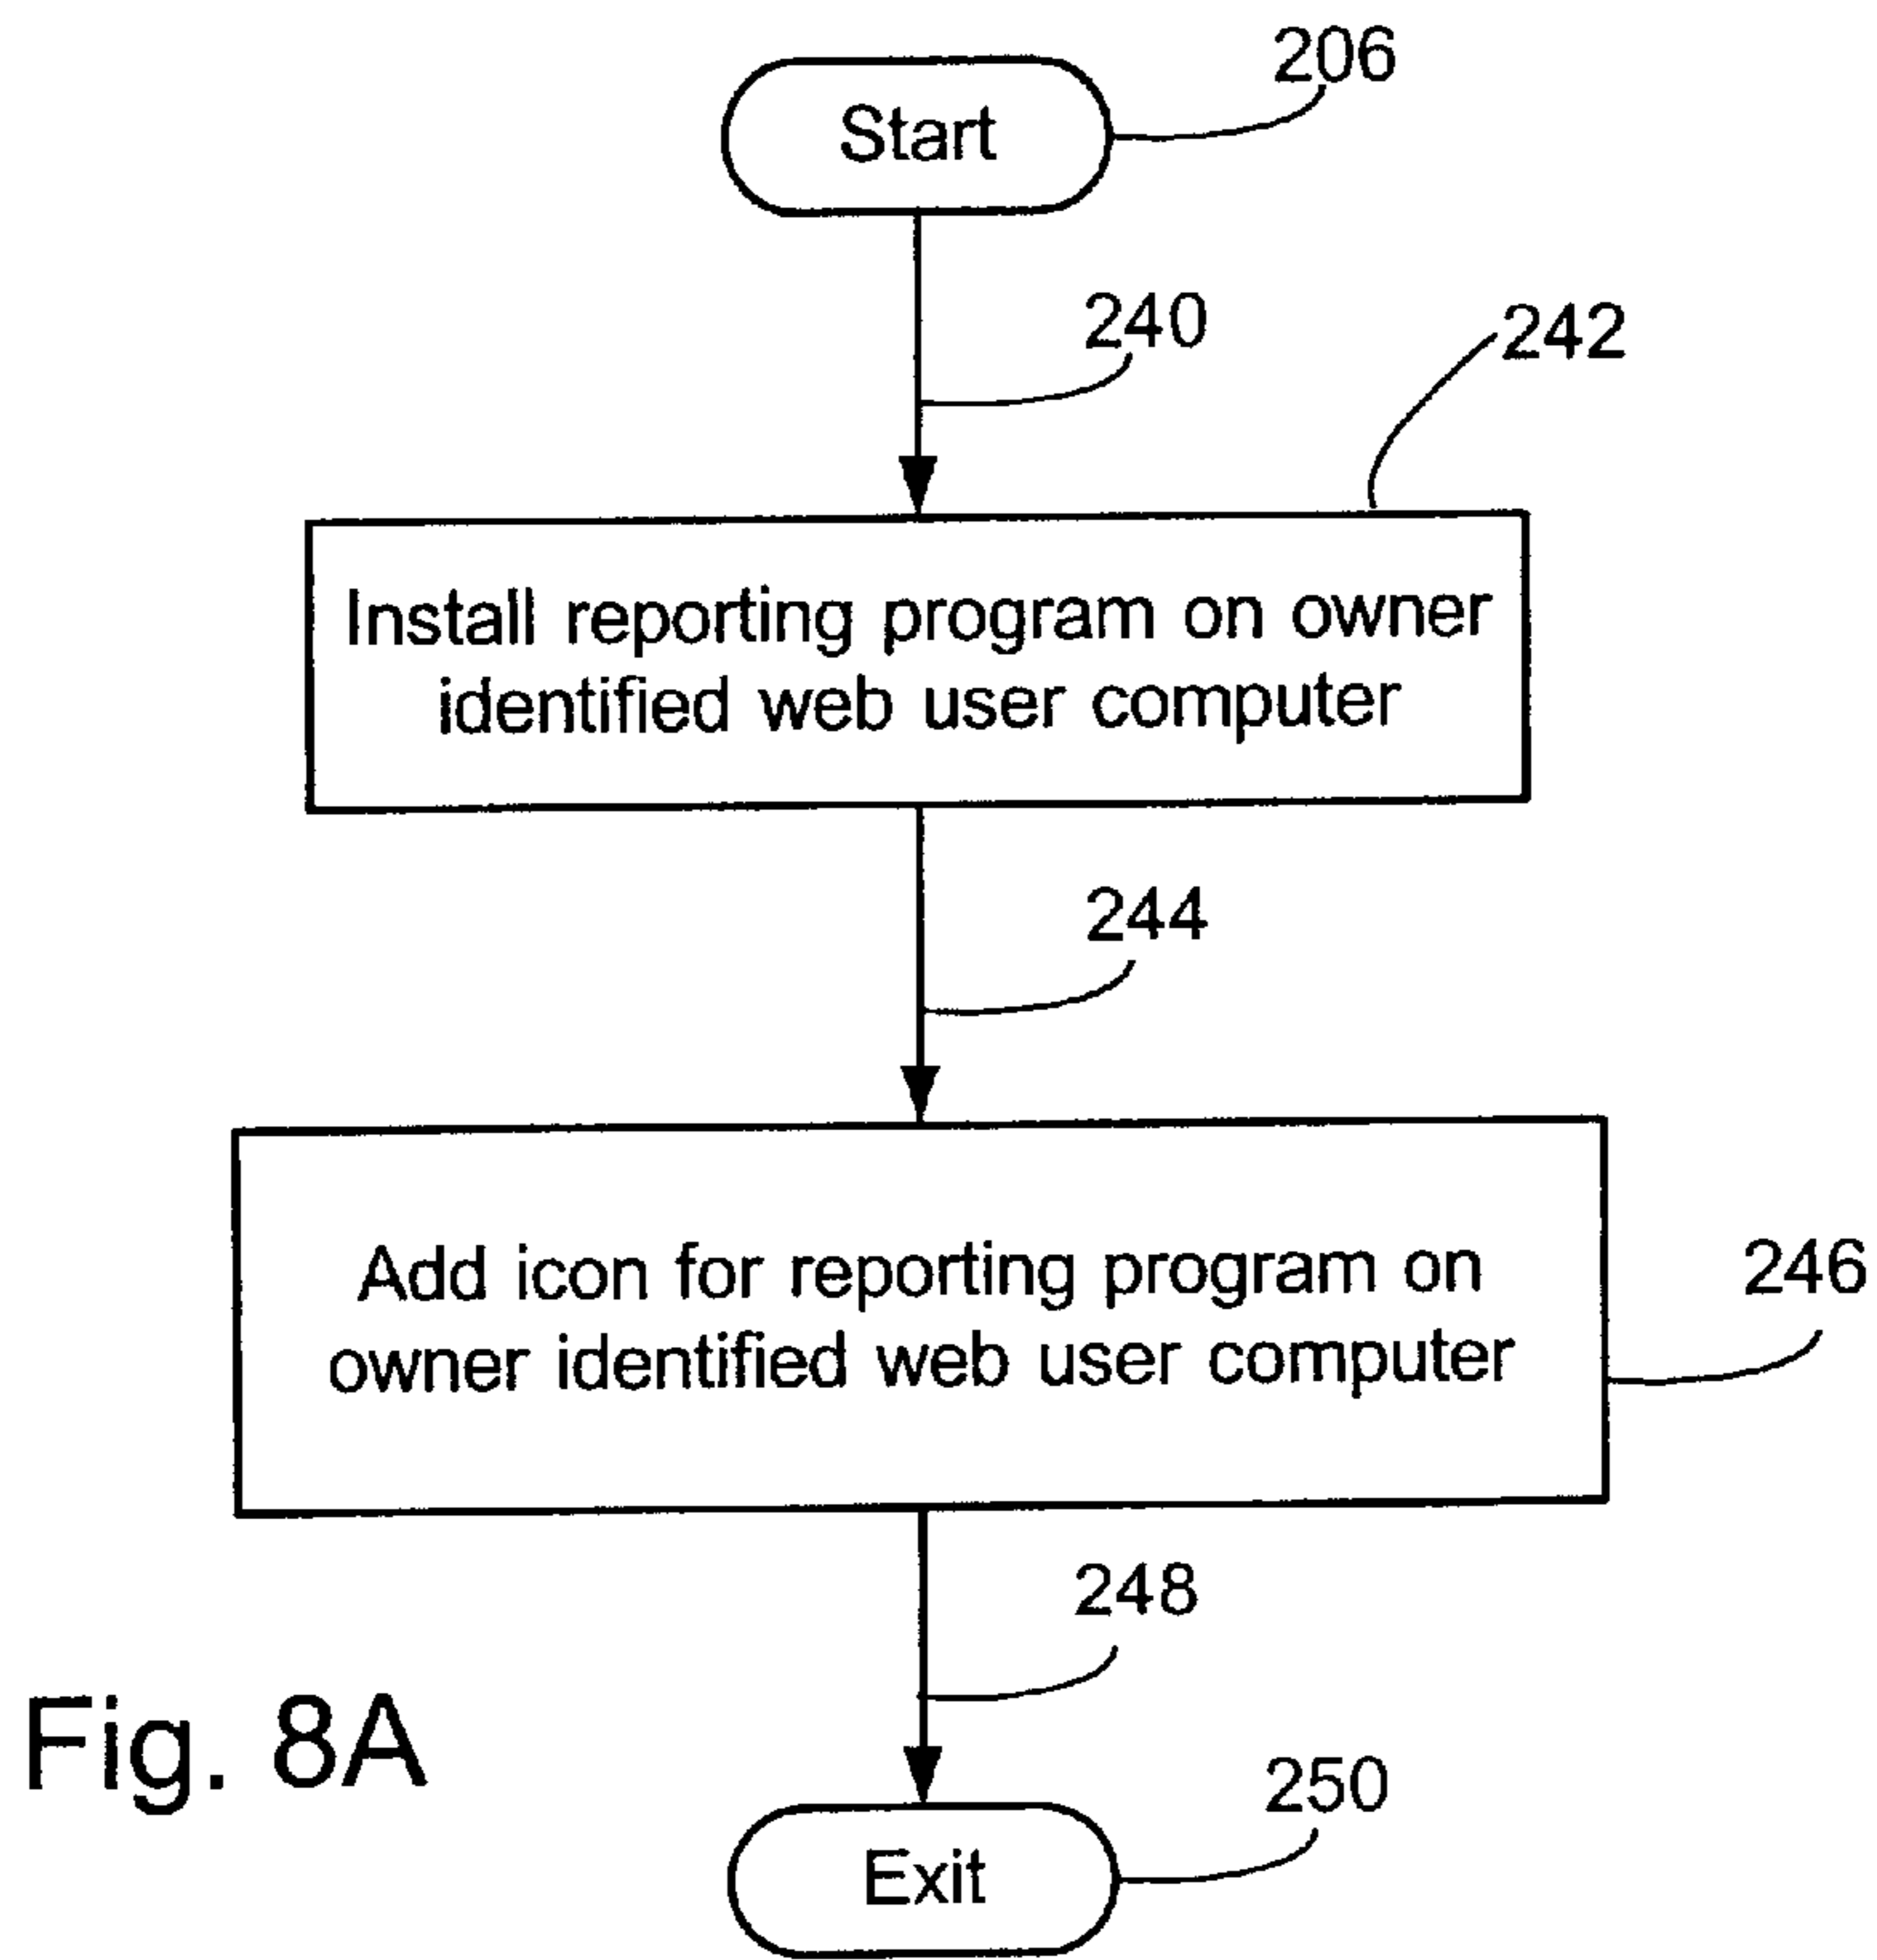 206
Start
240
242
Install reporting program on owner
identified web user computer
244
Add icon for reporting program on
owner identified web user computer
246
248
Fig. 8A
250
Exit